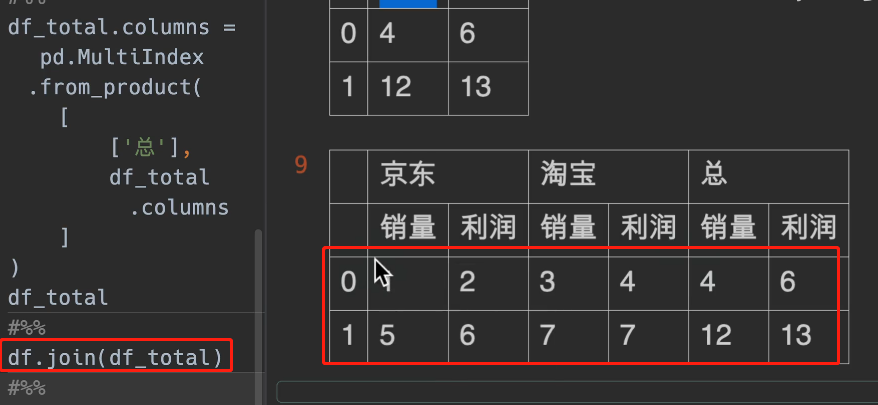 #%%
df_total.columns =
pd.MultiIndex
.from_product(
[
['总'],
df_total
.columns
]
)
df_total
#%%
df.join(df_total)
#%%
0 4 6
1 12 13
9
京东 淘宝 总
销量 利润 销量 利润 销量 利润
0 1 2 3 4 4 6
1 5 6 7 7 12 13